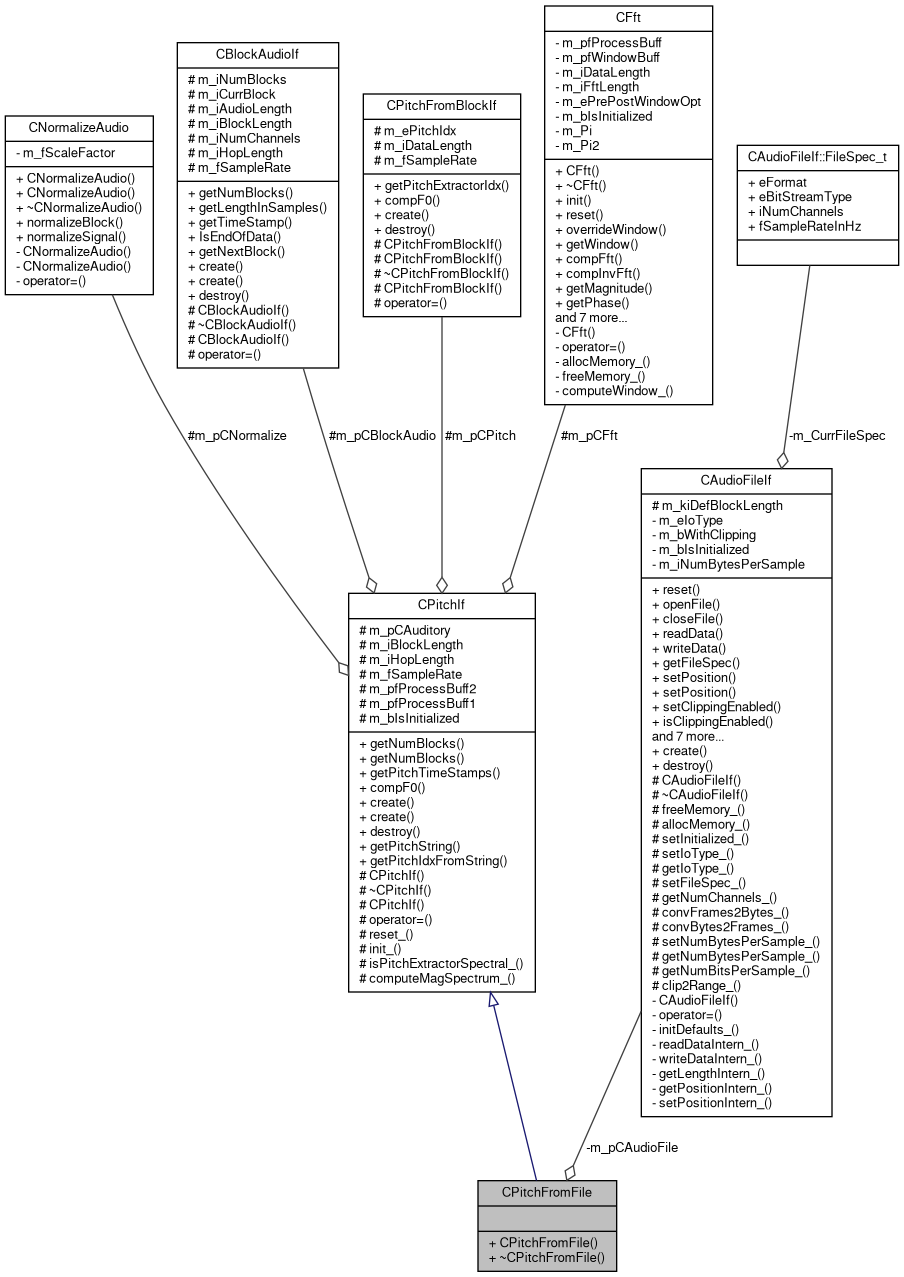 CFft
- m_pfProcessBuff
- m_pfWindowBuff
- m_iDataLength
- m_iFftLength
- m_ePrePostWindowOpt
- m_bIsInitialized
- m_Pi
- m_Pi2
+ CFft()
+ ~CFft()
+ init()
+ reset()
+ overrideWindow()
+ getWindow()
+ compFft()
+ compInvFft()
+ getMagnitude()
+ getPhase()
and 7 more...
- CFft()
- operator=()
- allocMemory_()
- freeMemory_()
- computeWindow_()
CBlockAudioIf
# m_iNumBlocks
# m_iCurrBlock
# m_iAudioLength
# m_iBlockLength
# m_iNumChannels
# m_iHopLength
# m_fSampleRate
+ getNumBlocks()
+ getLengthInSamples()
+ getTimeStamp()
+ IsEndOfData()
+ getNextBlock()
+ create()
+ create()
+ destroy()
# CBlockAudioIf()
# ~CBlockAudioIf()
# CBlockAudioIf()
# operator=()
CPitchFromBlockIf
# m_ePitchIdx
# m_iDataLength
# m_fSampleRate
+ getPitchExtractorIdx()
+ compF0()
+ create()
+ destroy()
# CPitchFromBlockIf()
# CPitchFromBlockIf()
# ~CPitchFromBlockIf()
# CPitchFromBlockIf()
# operator=()
CNormalizeAudio
- m_fScaleFactor
+ CNormalizeAudio()
+ CNormalizeAudio()
+ ~CNormalizeAudio()
+ normalizeBlock()
+ normalizeSignal()
- CNormalizeAudio()
- CNormalizeAudio()
- operator=()
CAudioFileIf::FileSpec_t
+ eFormat
+ eBitStreamType
+ iNumChannels
+ fSampleRateInHz
#m_pCNormalize
#m_pCBlockAudio
#m_pCPitch
#m_pCFft
-m_CurrFileSpec
CAudioFileIf
# m_kiDefBlockLength
- m_eIoType
- m_bWithClipping
- m_bIsInitialized
- m_iNumBytesPerSample
+ reset()
+ openFile()
+ closeFile()
+ readData()
+ writeData()
+ getFileSpec()
+ setPosition()
+ setPosition()
+ setClippingEnabled()
+ isClippingEnabled()
and 7 more...
+ create()
+ destroy()
# CAudioFileIf()
# ~CAudioFileIf()
# freeMemory_()
# allocMemory_()
# setInitialized_()
# setIoType_()
# getIoType_()
# setFileSpec_()
# getNumChannels_()
# convFrames2Bytes_()
# convBytes2Frames_()
# setNumBytesPerSample_()
# getNumBytesPerSample_()
# getNumBitsPerSample_()
# clip2Range_()
- CAudioFileIf()
- operator=()
- initDefaults_()
- readDataIntern_()
- writeDataIntern_()
- getLengthIntern_()
- getPositionIntern_()
- setPositionIntern_()
CPitchIf
# m_pCAuditory
# m_iBlockLength
# m_iHopLength
# m_fSampleRate
# m_pfProcessBuff2
# m_pfProcessBuff1
# m_bIsInitialized
+ getNumBlocks()
+ getNumBlocks()
+ getPitchTimeStamps()
+ compF0()
+ create()
+ create()
+ destroy()
+ getPitchString()
+ getPitchIdxFromString()
# CPitchIf()
# ~CPitchIf()
# CPitchIf()
# operator=()
# reset_()
# init_()
# isPitchExtractorSpectral_()
# computeMagSpectrum_()
-m_pCAudioFile
CPitchFromFile
+ CPitchFromFile()
+ ~CPitchFromFile()